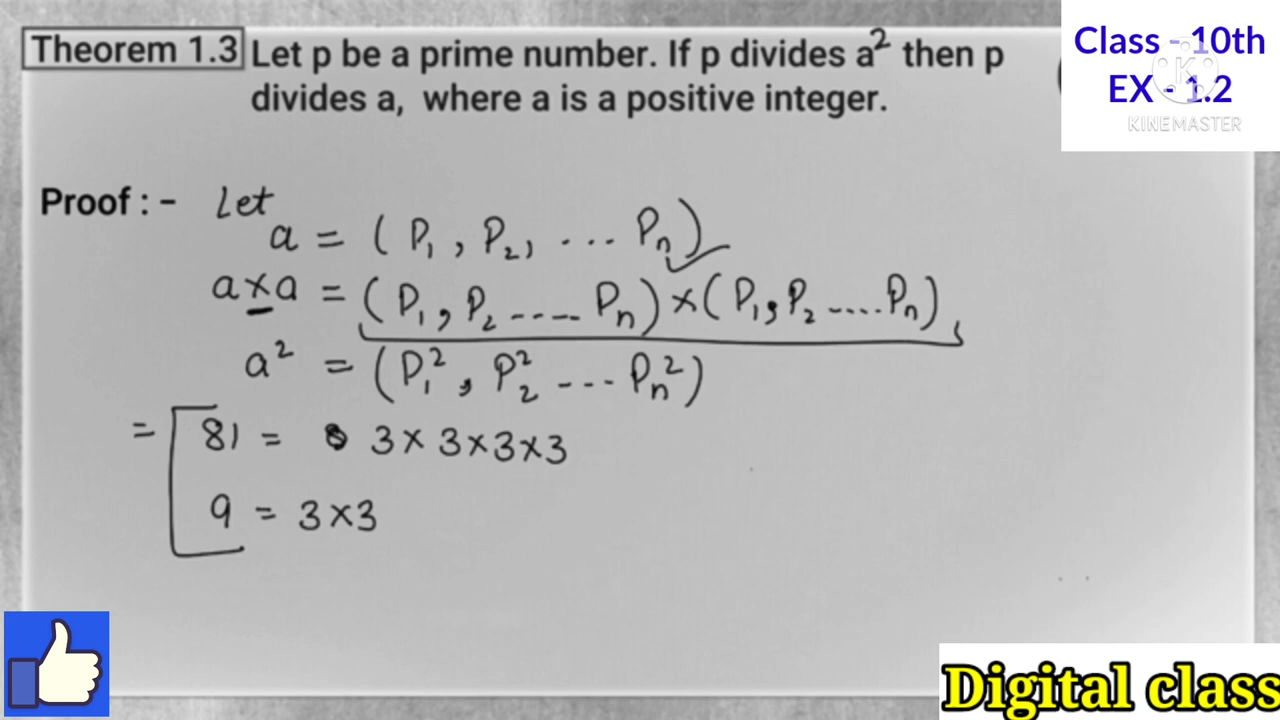 Theorem 1.3 Let p be a prime number. If p divides a² then p
divides a, where a is a positive integer.
Class - 10th
EX - 1.2
KINEMASTER
Proof : - Let
a = ( P₁ , P₂, ... Pₙ )
a×a = ( P₁ , P₂ ..... Pₙ ) × ( P₁, P₂ ..... Pₙ )
a² = ( P₁² , P₂² --- Pₙ² )
= 81 = 3 × 3 × 3 × 3
9 = 3 × 3
Digital class